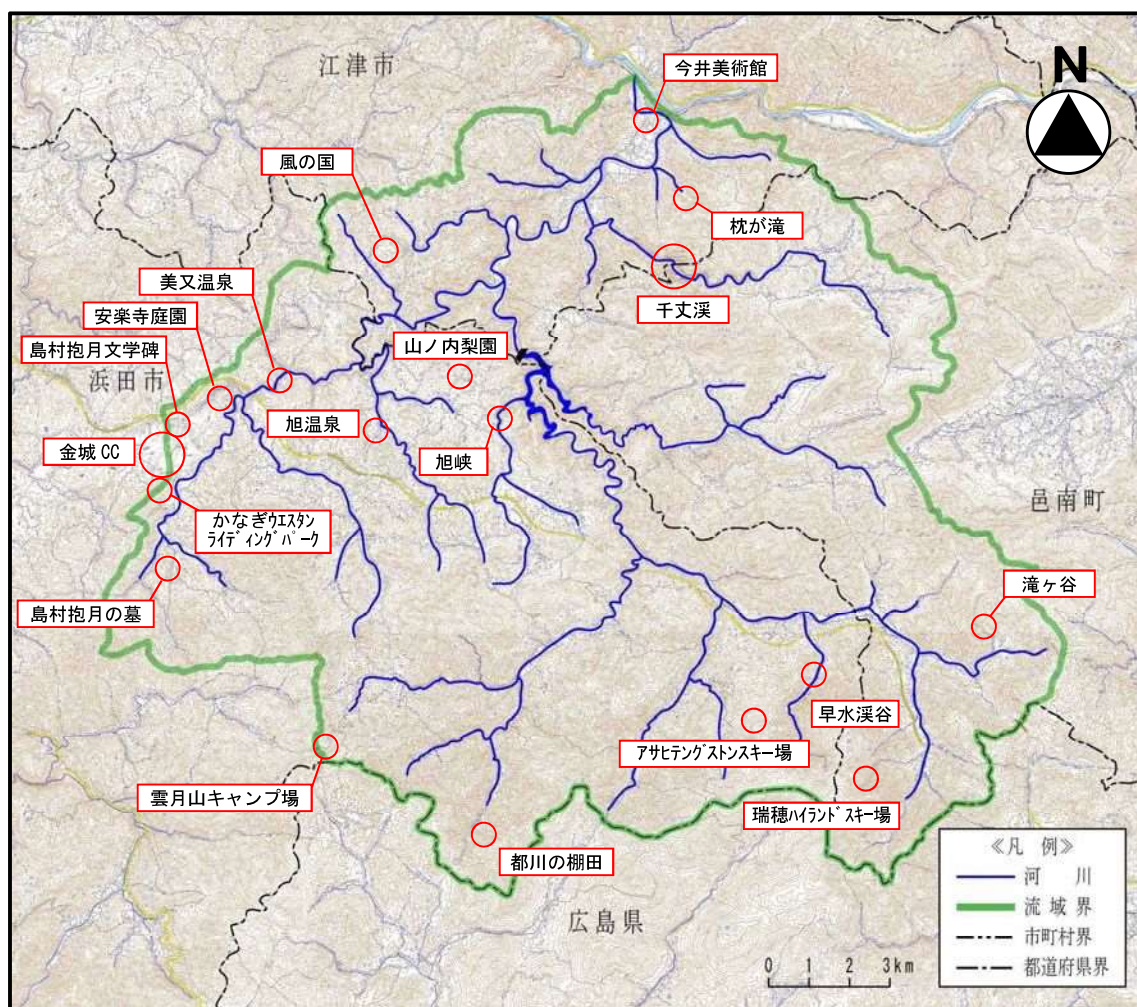 江津市
今井美術館
N
風の国
枕が滝
美又温泉
千丈渓
安楽寺庭園
山ノ内梨園
島村抱月文学碑
浜田市
旭温泉
金城CC
旭峡
邑南町
かなぎウエスタン
ライディングパーク
滝ヶ谷
島村抱月の墓
早水渓谷
アサヒテングストンスキー場
雲月山キャンプ場
瑞穂ハイランドスキー場
都川の棚田
広島県
≪凡 例≫
河 川
流域界
市町村界
都道府県界
0 1 2 3km